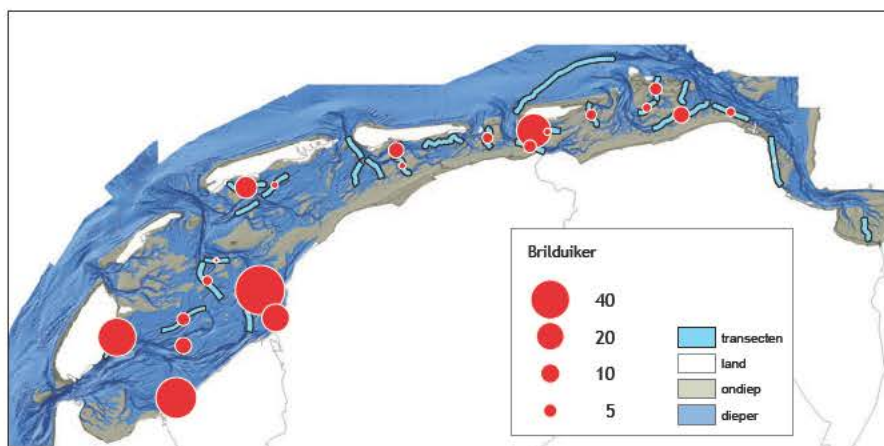 Brilduiker
40
20
10
5
transecten
land
ondiep
dieper